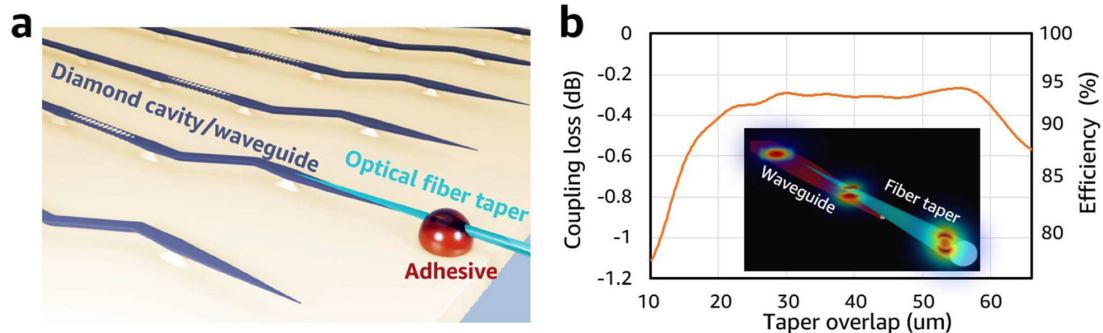 a
Diamond cavity/waveguide
Optical fiber taper
Adhesive
b
Coupling loss (dB)
0
-0.2
-0.4
-0.6
-0.8
-1
-1.2
10
20
30
40
50
60
Taper overlap (um)
100
95
90
85
80
Efficiency (%)
Waveguide
Fiber taper